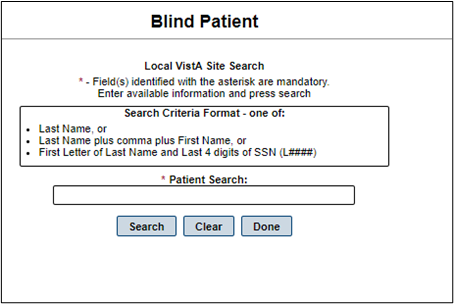 Blind Patient
Local VistA Site Search
* - Field(s) identified with the asterisk are mandatory.
Enter available information and press search
Search Criteria Format - one of:
• Last Name, or
• Last Name plus comma plus First Name, or
• First Letter of Last Name and Last 4 digits of SSN (L####)
* Patient Search:
Search Clear Done